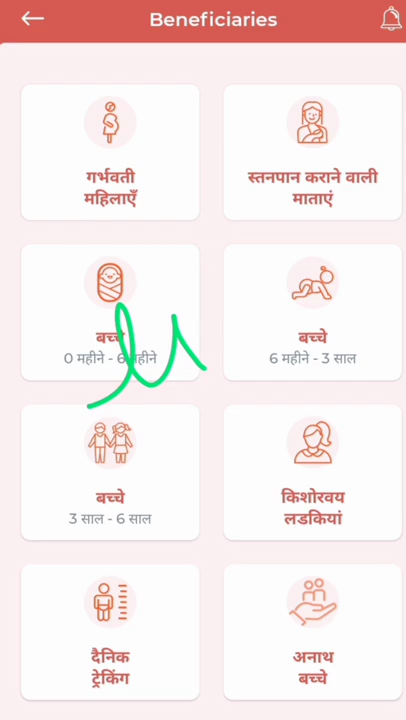 Beneficiaries
गर्भवती
महिलाएँ
स्तनपान कराने वाली
माताएं
बच्चे
0 महीने - 6 महीने
बच्चे
6 महीने - 3 साल
बच्चे
3 साल - 6 साल
किशोरवय
लडकियां
दैनिक
ट्रेकिंग
अनाथ
बच्चे